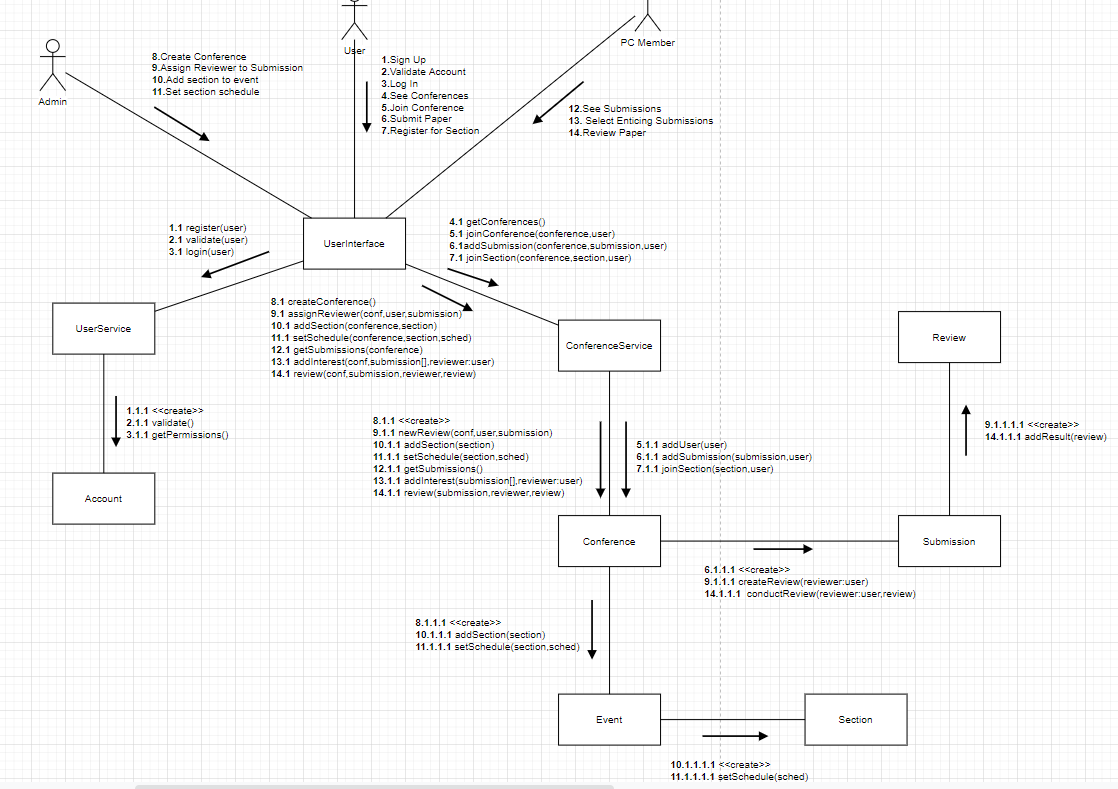 User
PC Member
Admin
8.Create Conference
9.Assign Reviewer to Submission
10.Add section to event
11.Set section schedule
1.Sign Up
2.Validate Account
3.Log In
4.See Conferences
5.Join Conference
6.Submit Paper
7.Register for Section
12.See Submissions
13. Select Enticing Submissions
14.Review Paper
1.1 register(user)
2.1 validate(user)
3.1 login(user)
UserInterface
4.1 getConferences()
5.1 joinConference(conference,user)
6.1addSubmission(conference,submission,user)
7.1 joinSection(conference,section,user)
8.1 createConference()
9.1 assignReviewer(conf,user,submission)
10.1 addSection(conference,section)
11.1 setSchedule(conference,section,sched)
12.1 getSubmissions(conference)
13.1 addInterest(conf,submission[],reviewer:user)
14.1 review(conf,submission,reviewer,review)
UserService
ConferenceService
Review
1.1.1 <<create>>
2.1.1 validate()
3.1.1 getPermissions()
8.1.1 <<create>>
9.1.1 newReview(conf,user,submission)
10.1.1 addSection(section)
11.1.1 setSchedule(section,sched)
12.1.1 getSubmissions()
13.1.1 addInterest(submission[],reviewer:user)
14.1.1 review(submission,reviewer,review)
5.1.1 addUser(user)
6.1.1 addSubmission(submission,user)
7.1.1 joinSection(section,user)
9.1.1.1.1 <<create>>
14.1.1.1 addResult(review)
Account
Conference
Submission
6.1.1.1 <<create>>
9.1.1.1 createReview(reviewer:user)
14.1.1.1 conductReview(reviewer:user,review)
8.1.1.1 <<create>>
10.1.1.1 addSection(section)
11.1.1.1 setSchedule(section,sched)
Event
Section
10.1.1.1.1 <<create>>
11.1.1.1.1 setSchedule(sched)